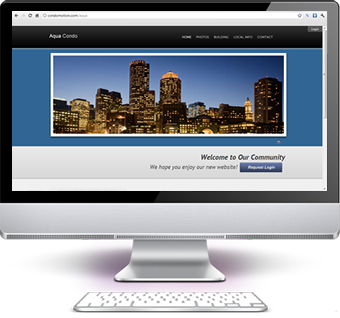 condomotion.com/aqua
Login
Aqua Condo
HOME PHOTOS BUILDING LOCAL INFO CONTACT
Welcome to Our Community
We hope you enjoy our new website! Request Login